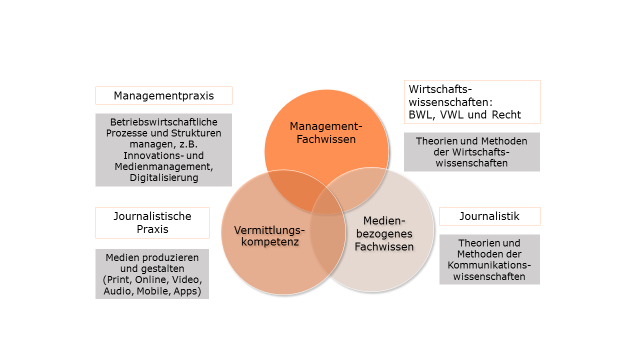 Managementpraxis
Betriebswirtschaftliche
Prozesse und Strukturen
managen, z.B.
Innovations- und
Medienmanagement,
Digitalisierung
Management-
Fachwissen
Wirtschafts-
wissenschaften:
BWL, VWL und Recht
Theorien und Methoden
der Wirtschafts-
wissenschaften
Journalistische
Praxis
Medien produzieren
und gestalten
(Print, Online, Video,
Audio, Mobile, Apps)
Vermittlungs-
kompetenz
Medien-
bezogenes
Fachwissen
Journalistik
Theorien und
Methoden der
Kommunikations-
wissenschaften